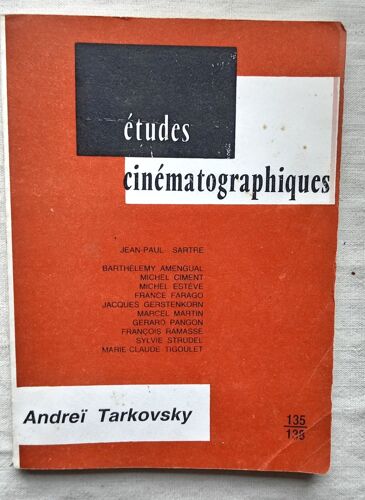 études
cinématographiques
JEAN-PAUL SARTRE
BARTHÉLEMY AMENGUAL
MICHEL CIMENT
MICHEL ESTÈVE
FRANCE FARAGO
JACQUES GERSTENKORN
MARCEL MARTIN
GÉRARD PANGON
FRANÇOIS RAMASSE
SYLVIE STRUDEL
MARIE-CLAUDE TIGOULET
Andreï Tarkovsky
135
138